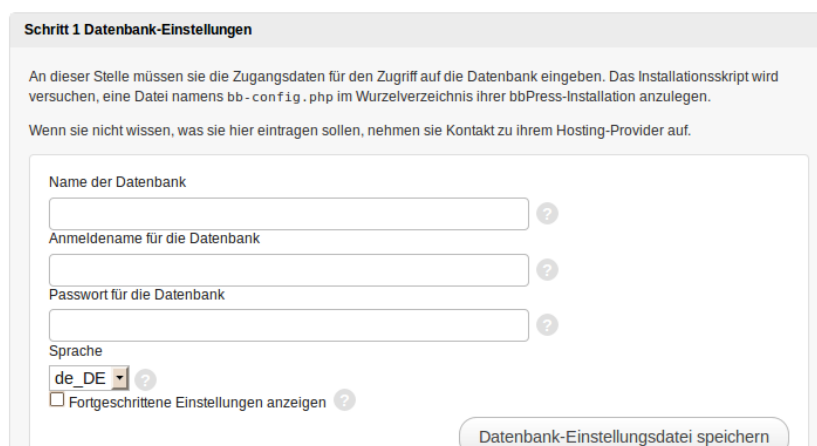 Schritt 1 Datenbank-Einstellungen
An dieser Stelle müssen sie die Zugangsdaten für den Zugriff auf die Datenbank eingeben. Das Installationsskript wird
versuchen, eine Datei namens bb-config.php im Wurzelverzeichnis ihrer bbPress-Installation anzulegen.
Wenn sie nicht wissen, was sie hier eintragen sollen, nehmen sie Kontakt zu ihrem Hosting-Provider auf.
Name der Datenbank
?
Anmeldename für die Datenbank
?
Passwort für die Datenbank
?
Sprache
de_DE ?
Fortgeschrittene Einstellungen anzeigen ?
Datenbank-Einstellungsdatei speichern